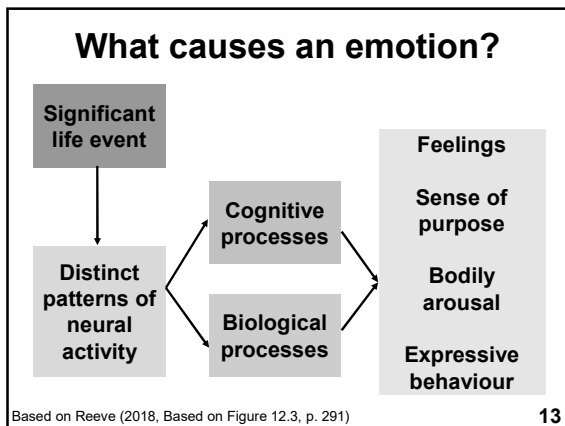 What causes an emotion?
Significant
life event
Distinct
patterns of
neural
activity
Cognitive
processes
Biological
processes
Feelings
Sense of
purpose
Bodily
arousal
Expressive
behaviour
Based on Reeve (2018, Based on Figure 12.3, p. 291)
13